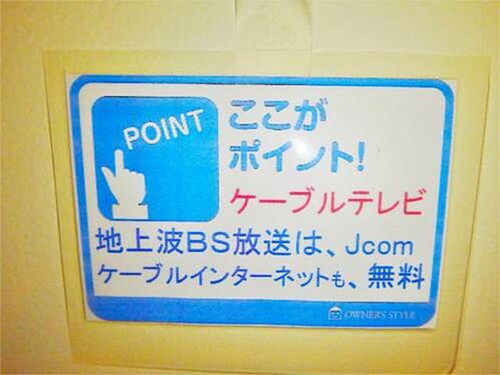 POINT
ここが
ポイント!
ケーブルテレビ
地上波BS放送は、Jcom
ケーブルインターネットも、無料
OWNER'S STYLE